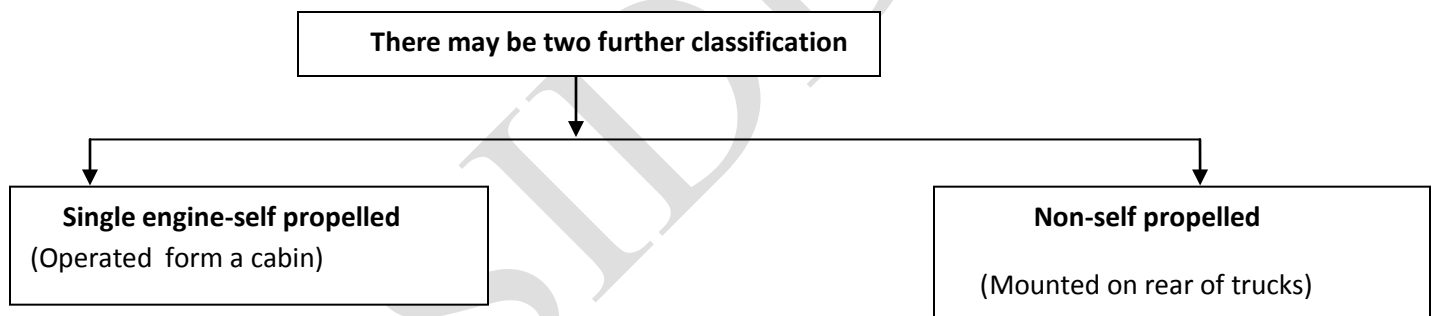 There may be two further classification
Single engine-self propelled
(Operated form a cabin)
Non-self propelled
(Mounted on rear of trucks)